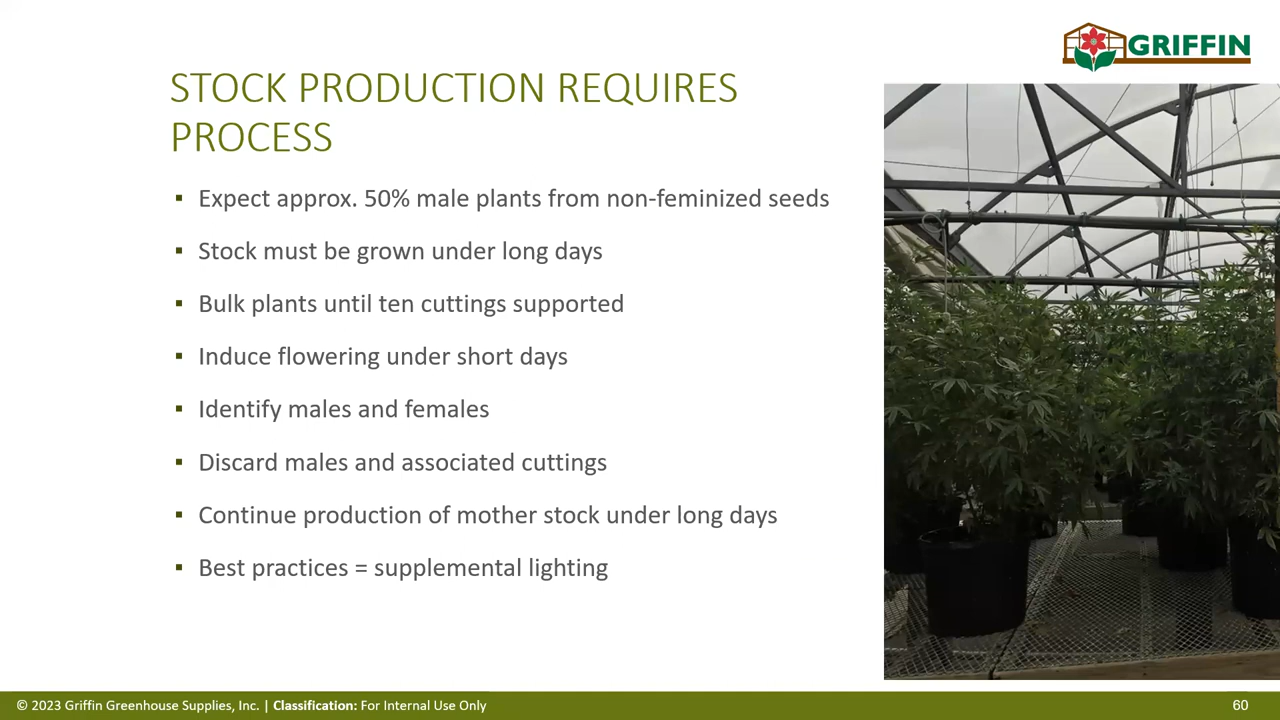 GRIFFIN
STOCK PRODUCTION REQUIRES
PROCESS
▪ Expect approx. 50% male plants from non-feminized seeds
▪ Stock must be grown under long days
▪ Bulk plants until ten cuttings supported
▪ Induce flowering under short days
▪ Identify males and females
▪ Discard males and associated cuttings
▪ Continue production of mother stock under long days
▪ Best practices = supplemental lighting
© 2023 Griffin Greenhouse Supplies, Inc. | Classification: For Internal Use Only
60